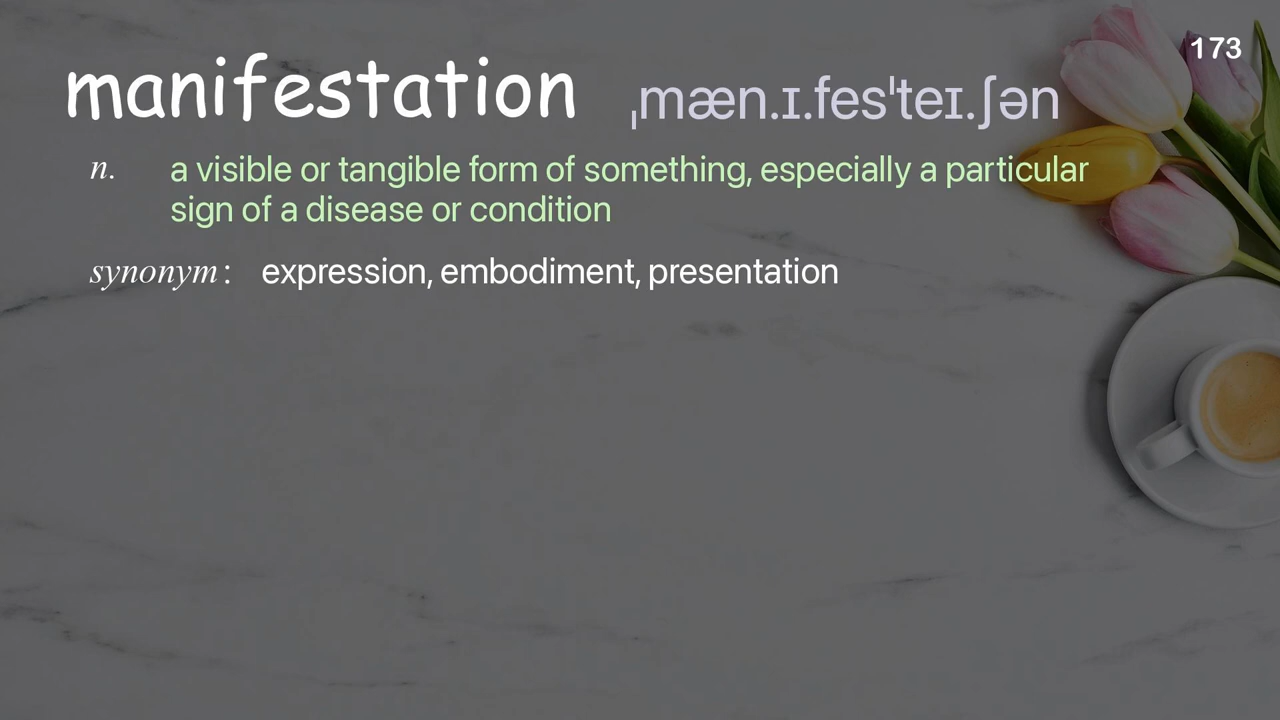 173
manifestation ˌmæn.ɪ.fesˈteɪ.ʃən
n. a visible or tangible form of something, especially a particular
sign of a disease or condition
synonym: expression, embodiment, presentation